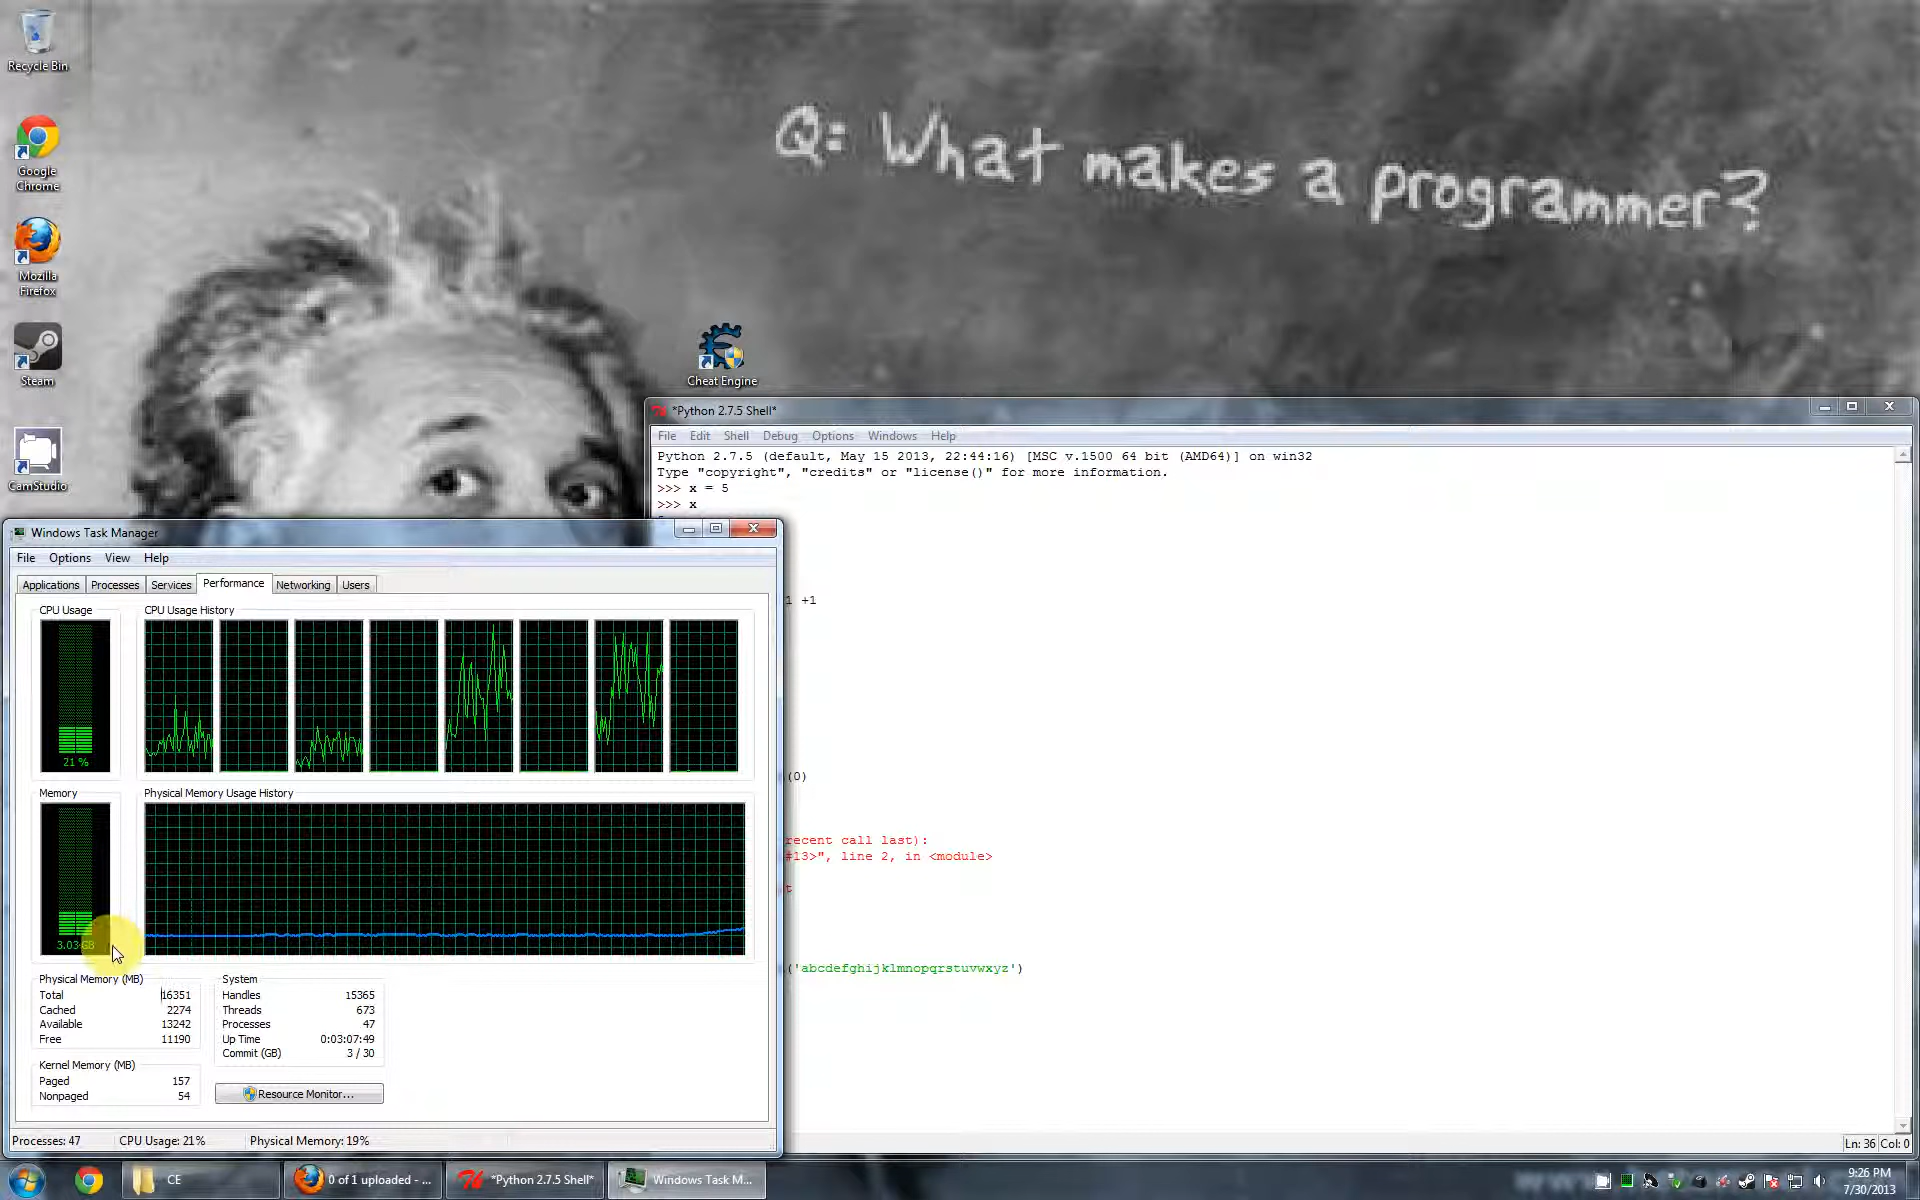 Recycle Bin
Google
Chrome
Mozilla
Firefox
Steam
CamStudio
Q: What makes a programmer?
Cheat Engine
*Python 2.7.5 Shell*
File Edit Shell Debug Options Windows Help
Python 2.7.5 (default, May 15 2013, 22:44:16) [MSC v.1500 64 bit (AMD64)] on win32
Type "copyright", "credits" or "license()" for more information.
>>> x = 5
>>> x
1 +1
(0)
recent call last):
#13>", line 2, in <module>
t
('abcdefghijklmnopqrstuvwxyz')
Ln: 36 Col: 0
Windows Task Manager
File Options View Help
Applications Processes Services Performance Networking Users
CPU Usage CPU Usage History
21 %
Memory Physical Memory Usage History
3.03 GB
Physical Memory (MB)
Total 16351
Cached 2274
Available 13242
Free 11190
Kernel Memory (MB)
Paged 157
Nonpaged 54
System
Handles 15365
Threads 673
Processes 47
Up Time 0:03:07:49
Commit (GB) 3 / 30
Resource Monitor...
Processes: 47 CPU Usage: 21% Physical Memory: 19%
CE
0 of 1 uploaded - ...
*Python 2.7.5 Shell*
Windows Task M...
9:26 PM
7/30/2013